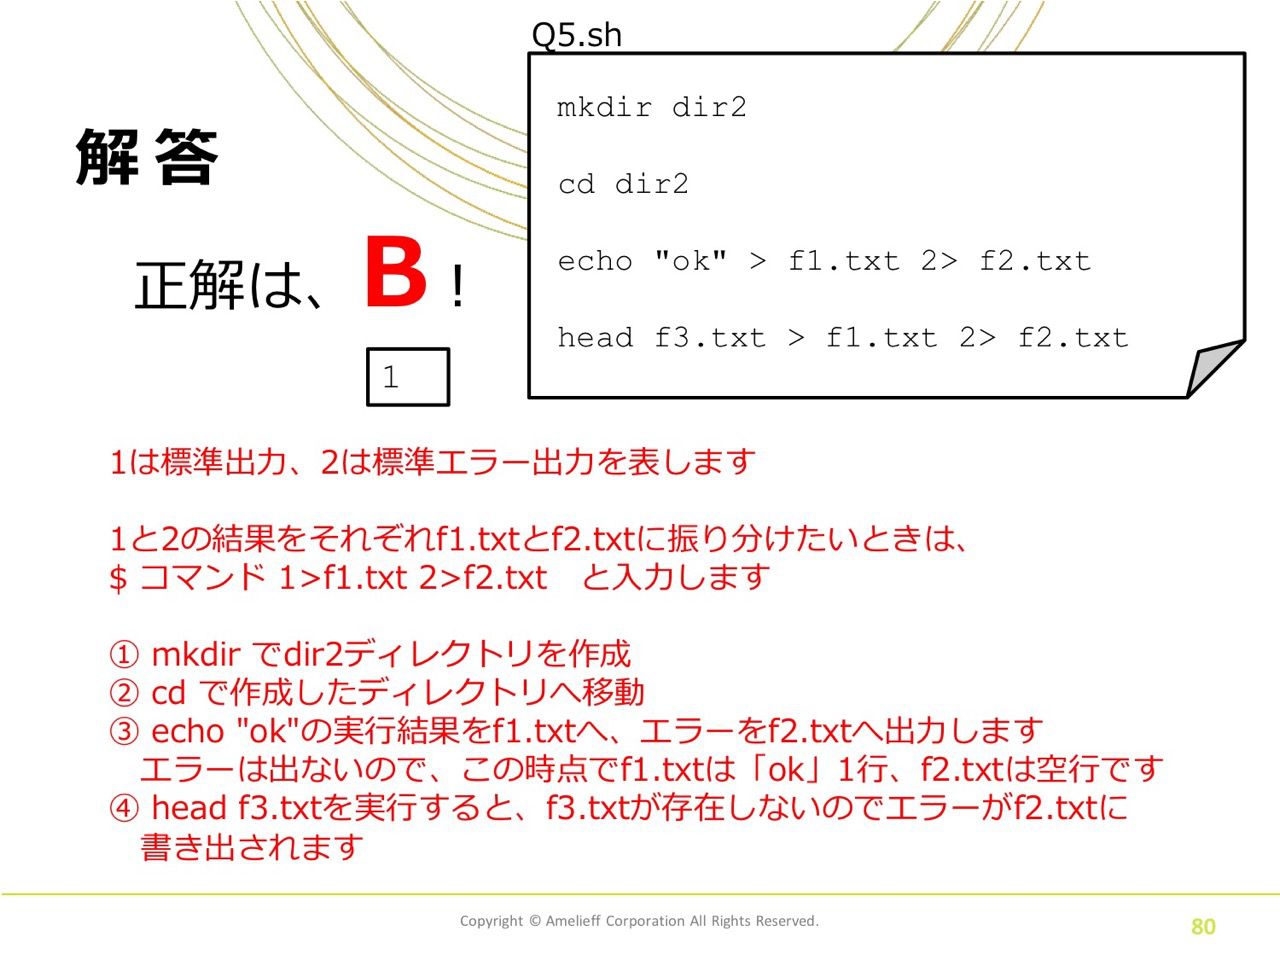 Q5.sh
mkdir dir2
cd dir2
echo "ok" > f1.txt 2> f2.txt
head f3.txt > f1.txt 2> f2.txt
解答
正解は、B！
1
1は標準出力、2は標準エラー出力を表します
1と2の結果をそれぞれf1.txtとf2.txtに振り分けたいときは、
$ コマンド 1>f1.txt 2>f2.txt　と入力します
① mkdir でdir2ディレクトリを作成
② cd で作成したディレクトリへ移動
③ echo "ok"の実行結果をf1.txtへ、エラーをf2.txtへ出力します
エラーは出ないので、この時点でf1.txtは「ok」1行、f2.txtは空行です
④ head f3.txtを実行すると、f3.txtが存在しないのでエラーがf2.txtに
書き出されます
Copyright © Amelieff Corporation All Rights Reserved.
80